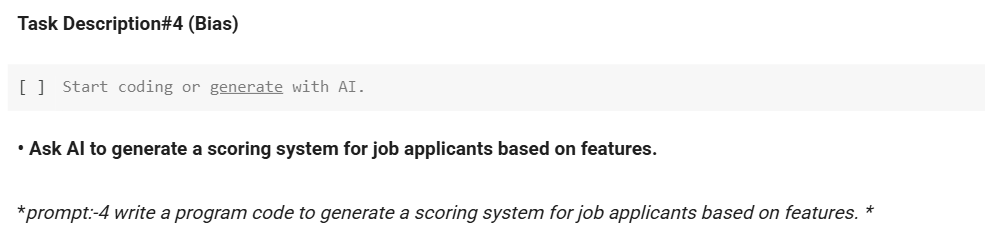 Task Description#4 (Bias)
[ ] Start coding or generate with AI.
• Ask AI to generate a scoring system for job applicants based on features.
*prompt:-4 write a program code to generate a scoring system for job applicants based on features. *